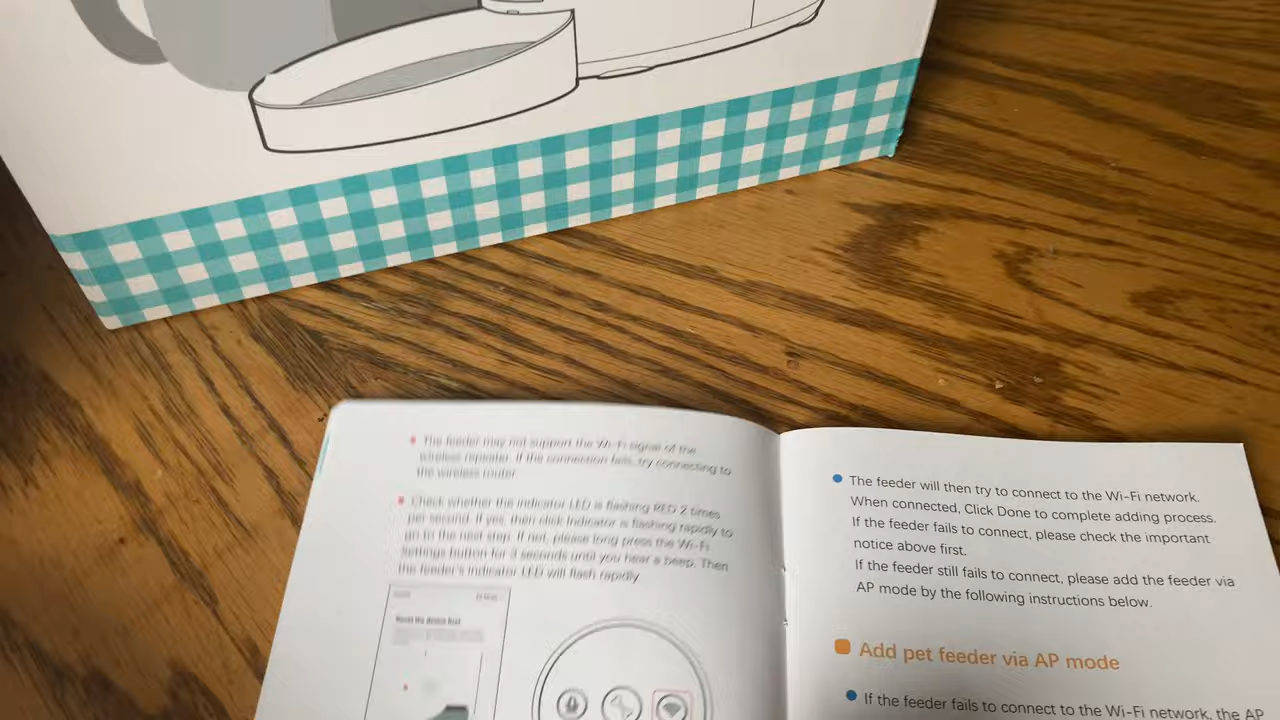 The feeder may not support the Wi-Fi signal of the
wireless repeater. If the connection fails, try connecting to
the wireless router.
Check whether the indicator LED is flashing RED 2 times
per second. If yes, then click Indicator is flashing rapidly to
go to the next step. If not, please long press the Wi-Fi
Settings button for 3 seconds until you hear a beep. Then
the feeder's indicator LED will flash rapidly.
Reset the device first
The feeder will then try to connect to the Wi-Fi network.
When connected, Click Done to complete adding process.
If the feeder fails to connect, please check the important
notice above first.
If the feeder still fails to connect, please add the feeder via
AP mode by the following instructions below.
Add pet feeder via AP mode
If the feeder fails to connect to the Wi-Fi network, the AP